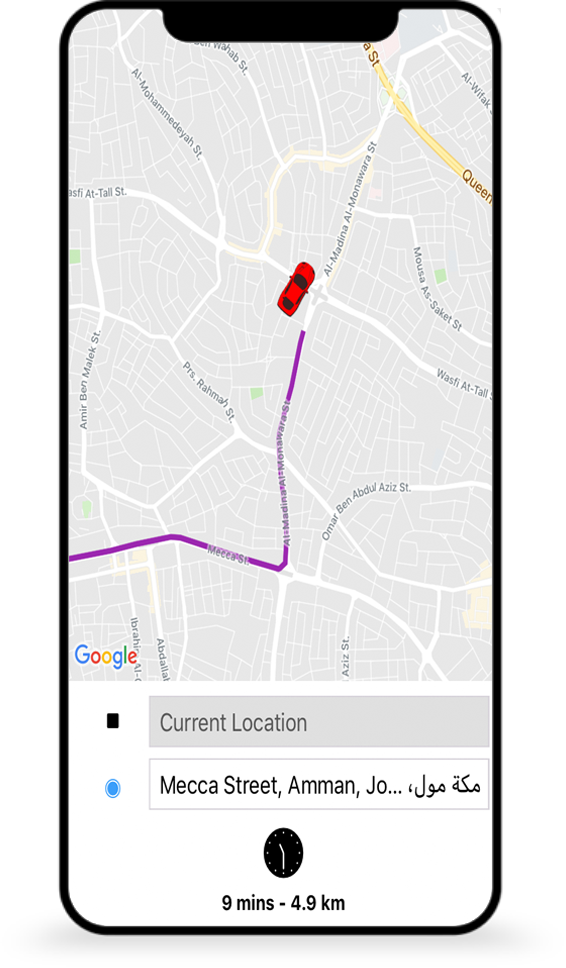 Ben Wahab St.
a St
Al-Mohammedeyah St.
Al-Wifak
Queen
asfi At-Tall St.
Al-Madina Al-Monawara St
Mousa As-Saket St
Amir Ben Malek St.
Prs. Rahmah St.
Wasfi At-Tall S
Al-Madina Al-Monawara St
Omar Ben Abdul Aziz St.
Mecca St.
Ibrahim Al-
Abdallal
Aziz St.
Google
Current Location
Mecca Street, Amman, Jo... ،مكة مول
9 mins - 4.9 km